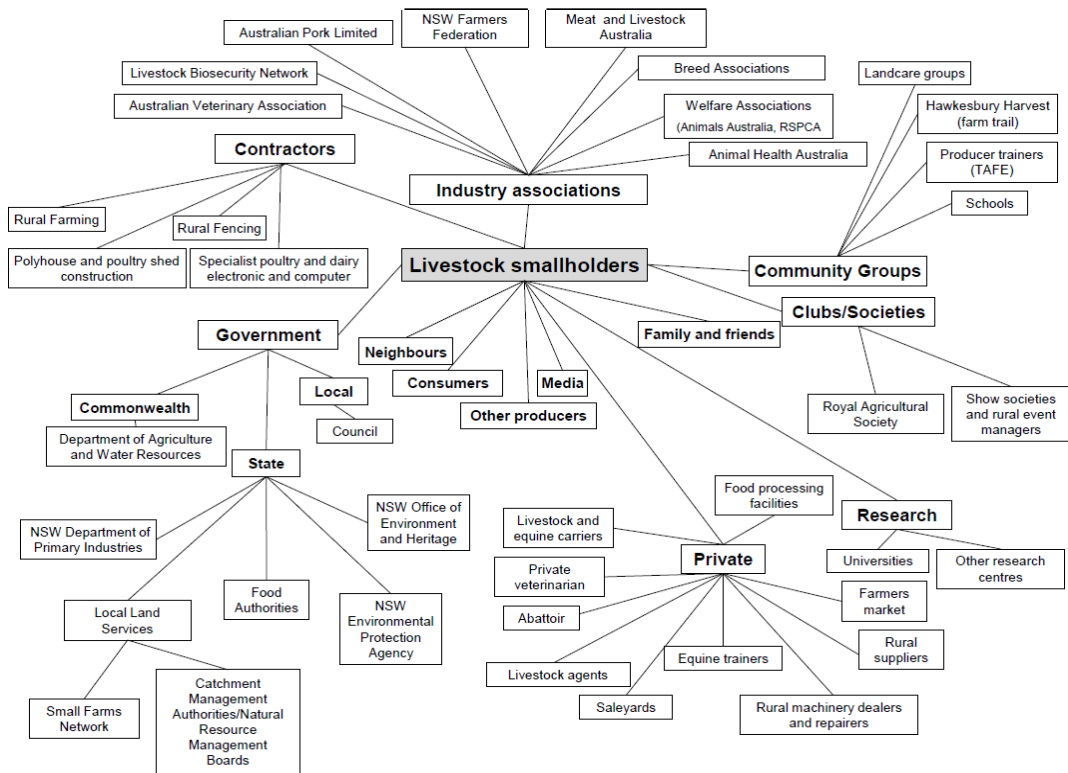 Australian Pork Limited
NSW Farmers
Federation
Meat and Livestock
Australia
Livestock Biosecurity Network
Breed Associations
Landcare groups
Australian Veterinary Association
Welfare Associations
(Animals Australia, RSPCA
Hawkesbury Harvest
(farm trail)
Contractors
Animal Health Australia
Producer trainers
(TAFE)
Industry associations
Schools
Rural Farming
Rural Fencing
Polyhouse and poultry shed
construction
Specialist poultry and dairy
electronic and computer
Livestock smallholders
Community Groups
Clubs/Societies
Government
Family and friends
Neighbours
Consumers
Media
Other producers
Commonwealth
Local
Department of Agriculture
and Water Resources
Council
Royal Agricultural
Society
Show societies
and rural event
managers
State
NSW Department of
Primary Industries
NSW Office of
Environment
and Heritage
Food processing
facilities
Research
Livestock and
equine carriers
Private
Universities
Other research
centres
Private
veterinarian
Food
Authorities
Farmers
market
Local Land
Services
NSW
Environmental
Protection
Agency
Abattoir
Rural
suppliers
Livestock agents
Equine trainers
Small Farms
Network
Catchment
Management
Authorities/Natural
Resource
Management
Boards
Saleyards
Rural machinery dealers
and repairers